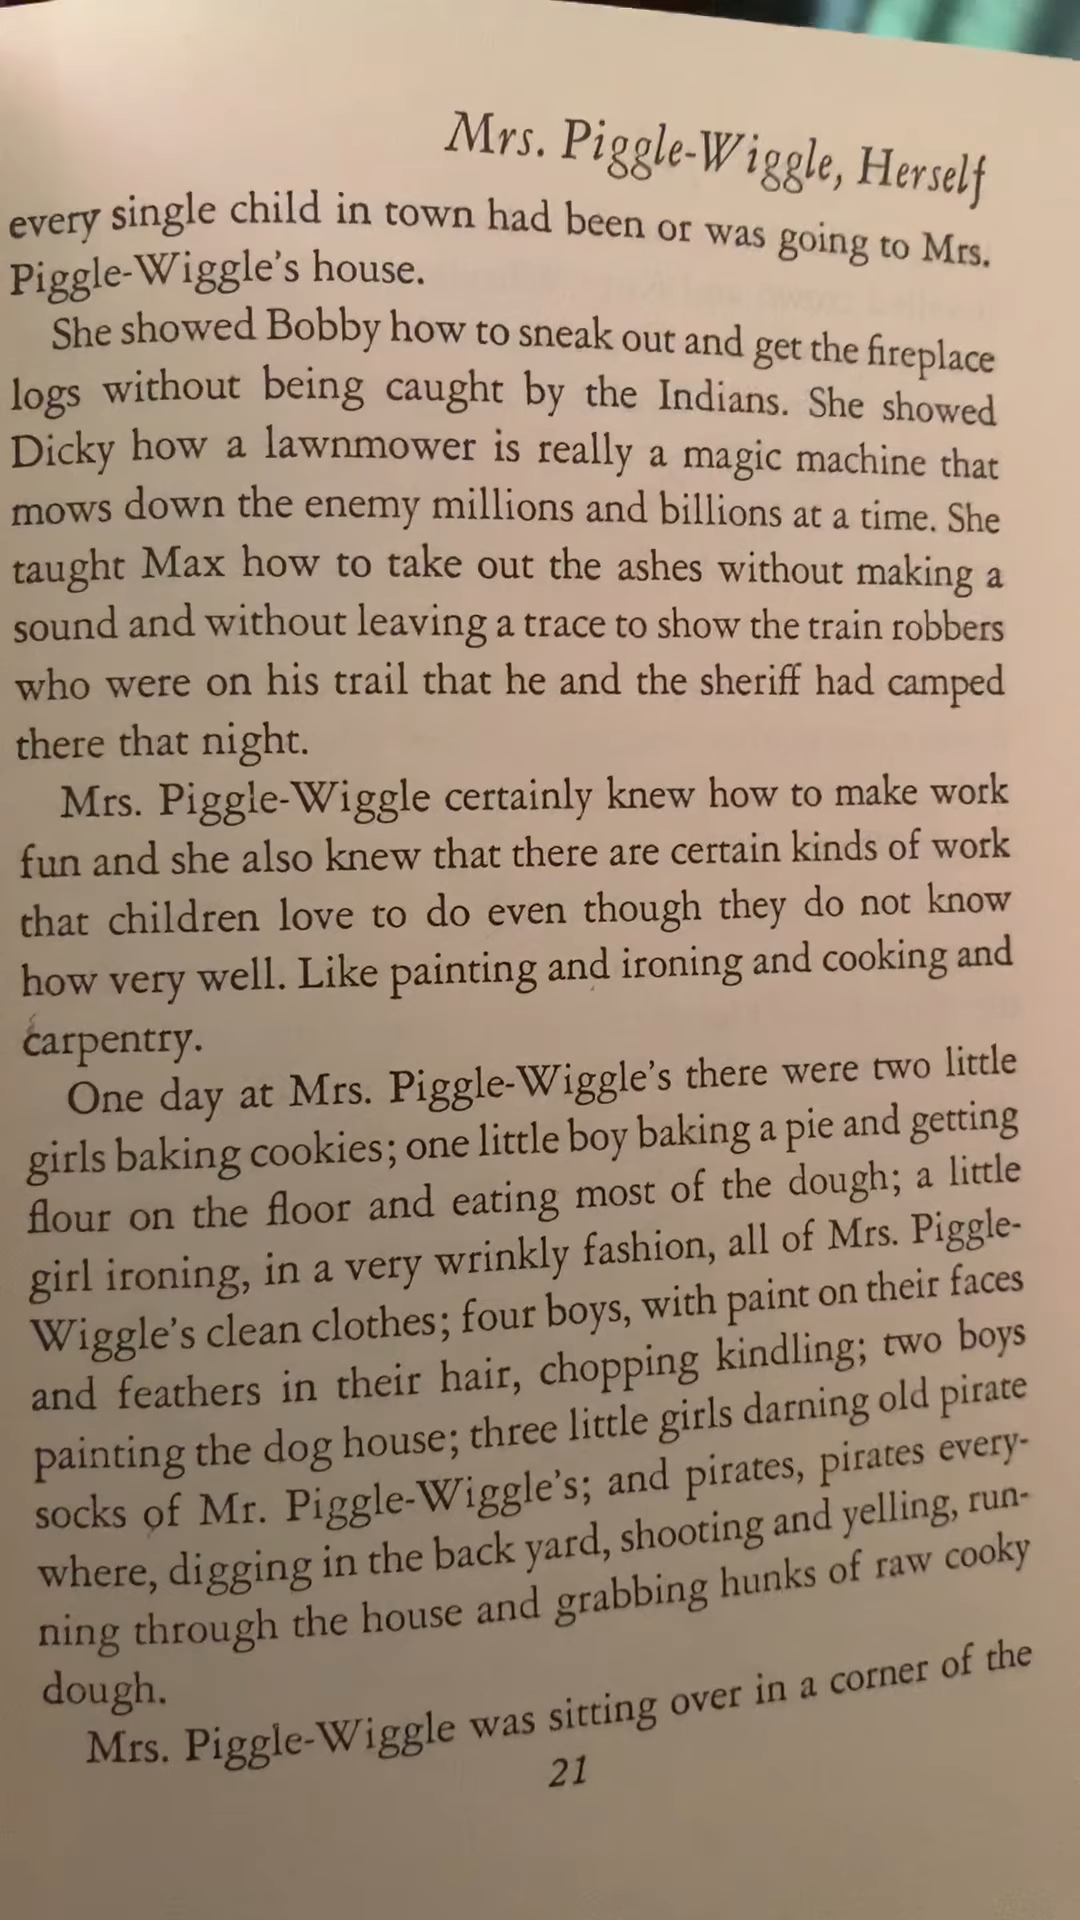 Mrs. Piggle-Wiggle, Herself
every single child in town had been or was going to Mrs.
Piggle-Wiggle’s house.
She showed Bobby how to sneak out and get the fireplace
logs without being caught by the Indians. She showed
Dicky how a lawnmower is really a magic machine that
mows down the enemy millions and billions at a time. She
taught Max how to take out the ashes without making a
sound and without leaving a trace to show the train robbers
who were on his trail that he and the sheriff had camped
there that night.
Mrs. Piggle-Wiggle certainly knew how to make work
fun and she also knew that there are certain kinds of work
that children love to do even though they do not know
how very well. Like painting and ironing and cooking and
carpentry.
One day at Mrs. Piggle-Wiggle’s there were two little
girls baking cookies; one little boy baking a pie and getting
flour on the floor and eating most of the dough; a little
girl ironing, in a very wrinkly fashion, all of Mrs. Piggle-
Wiggle’s clean clothes; four boys, with paint on their faces
and feathers in their hair, chopping kindling; two boys
painting the dog house; three little girls darning old pirate
socks of Mr. Piggle-Wiggle’s; and pirates, pirates every-
where, digging in the back yard, shooting and yelling, run-
ning through the house and grabbing hunks of raw cooky
dough.
Mrs. Piggle-Wiggle was sitting over in a corner of the
21